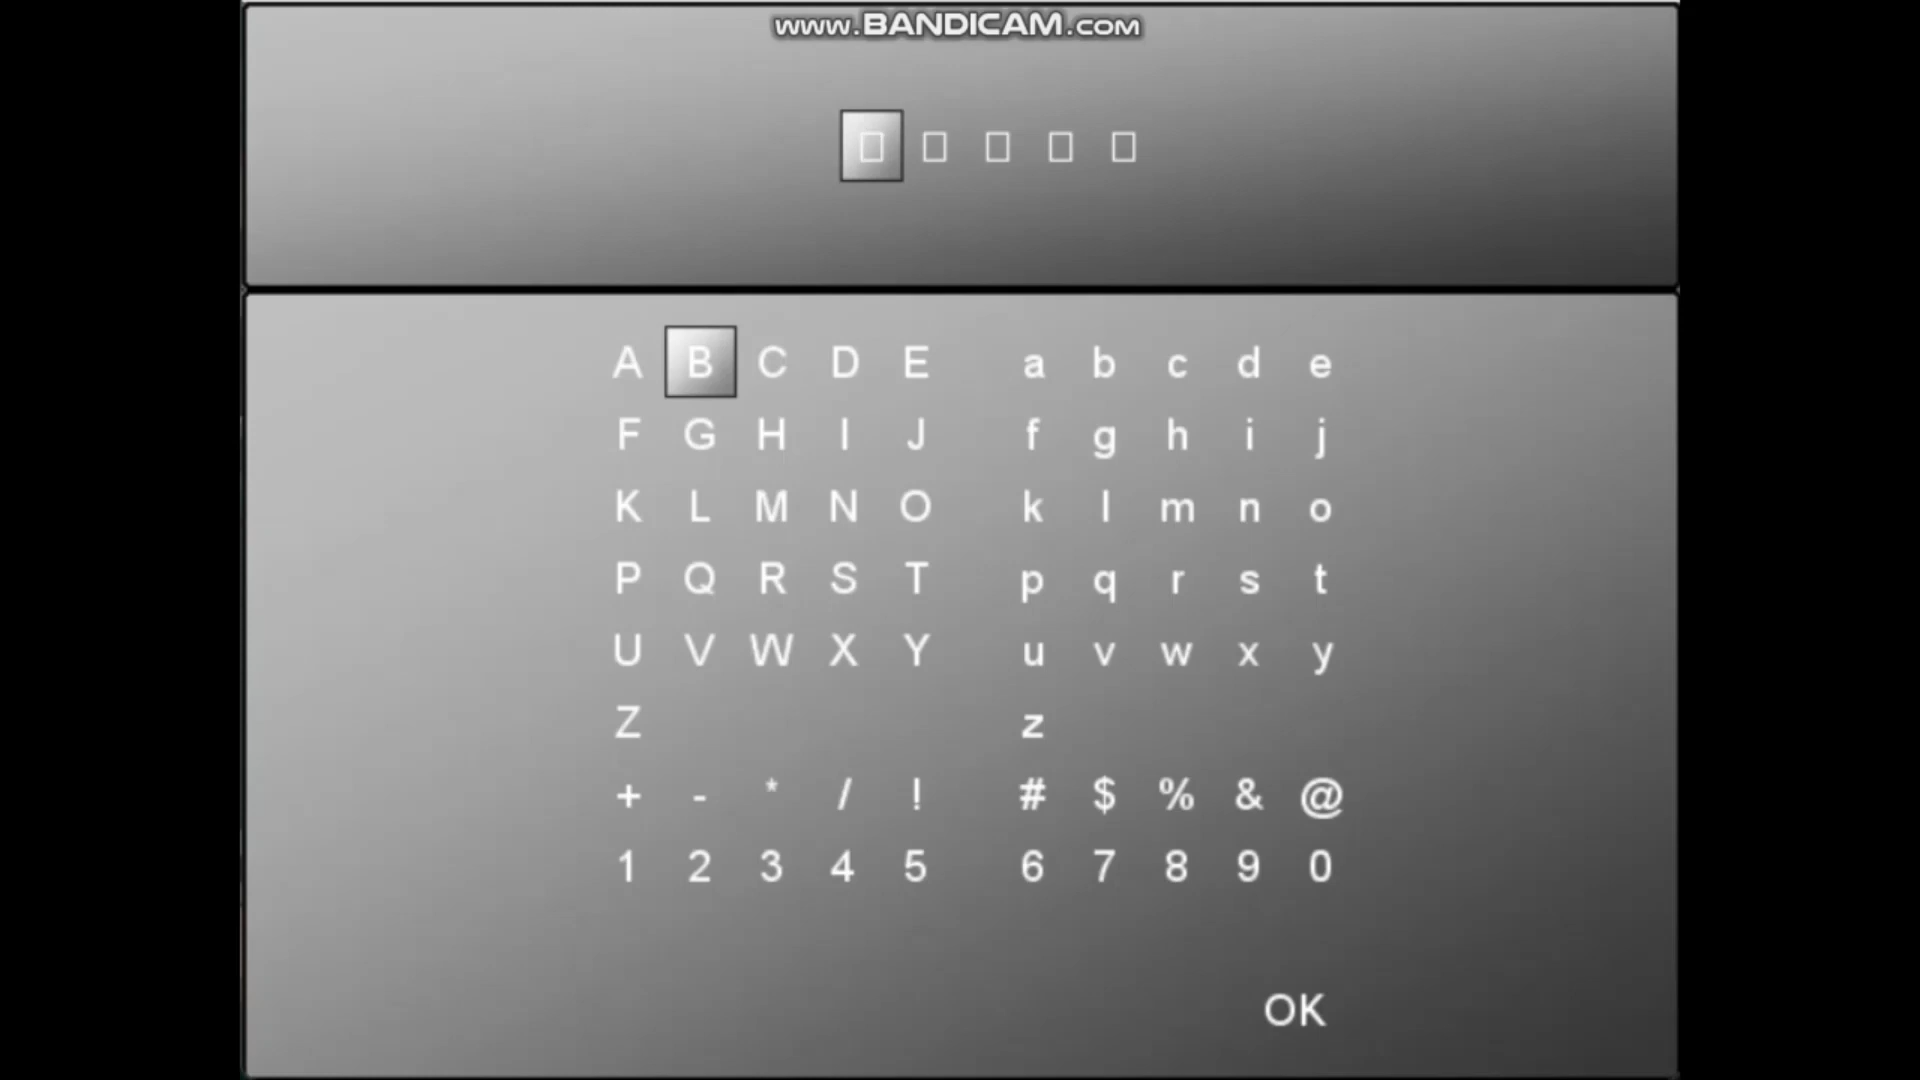 www.BANDICAM.COM
A B C D E a b c d e
F G H I J f g h i j
K L M N O k l m n o
P Q R S T p q r s t
U V W X Y u v w x y
Z z
+ - * / ! # $ % & @
1 2 3 4 5 6 7 8 9 0
OK